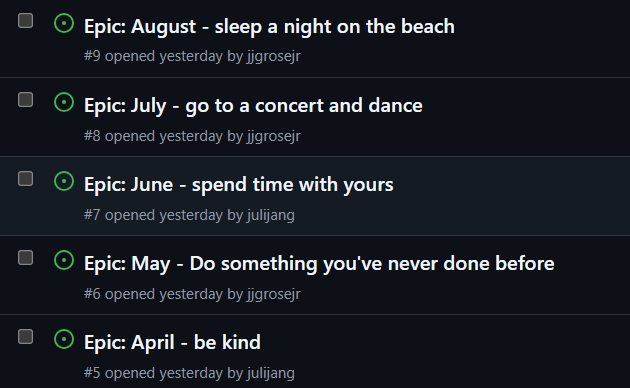 Epic: August - sleep a night on the beach
#9 opened yesterday by jjgrosejr
Epic: July - go to a concert and dance
#8 opened yesterday by jjgrosejr
Epic: June - spend time with yours
#7 opened yesterday by julijang
Epic: May - Do something you've never done before
#6 opened yesterday by jjgrosejr
Epic: April - be kind
#5 opened yesterday by julijang